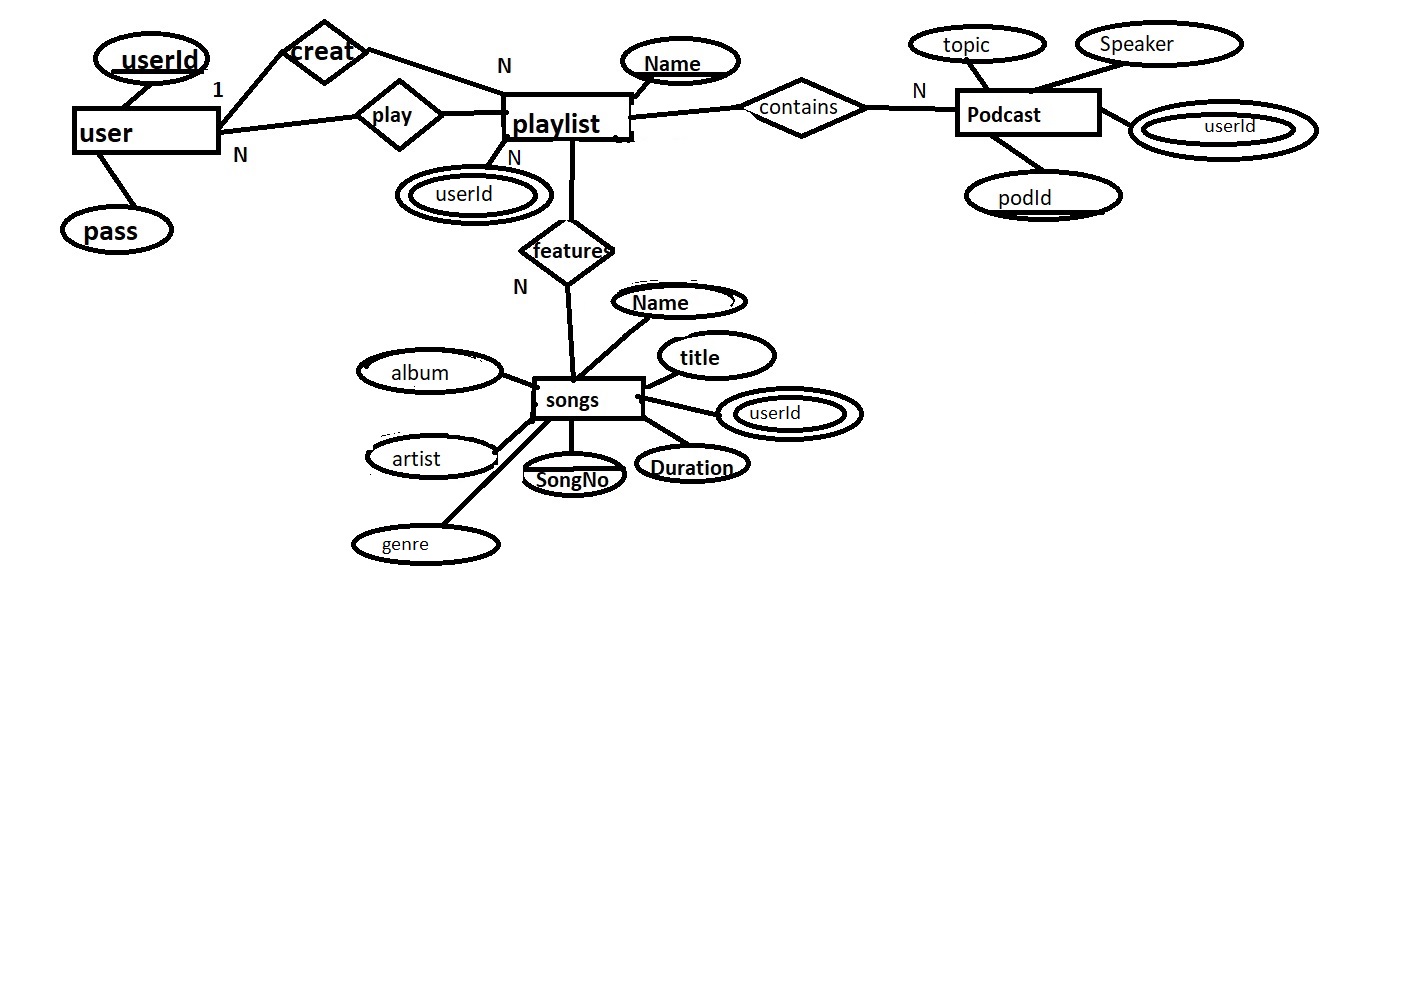 userId
creat
1
N
Name
topic
Speaker
user
play
playlist
contains
N
Podcast
userId
N
N
userId
podId
pass
features
N
Name
title
album
songs
userId
artist
SongNo
Duration
genre